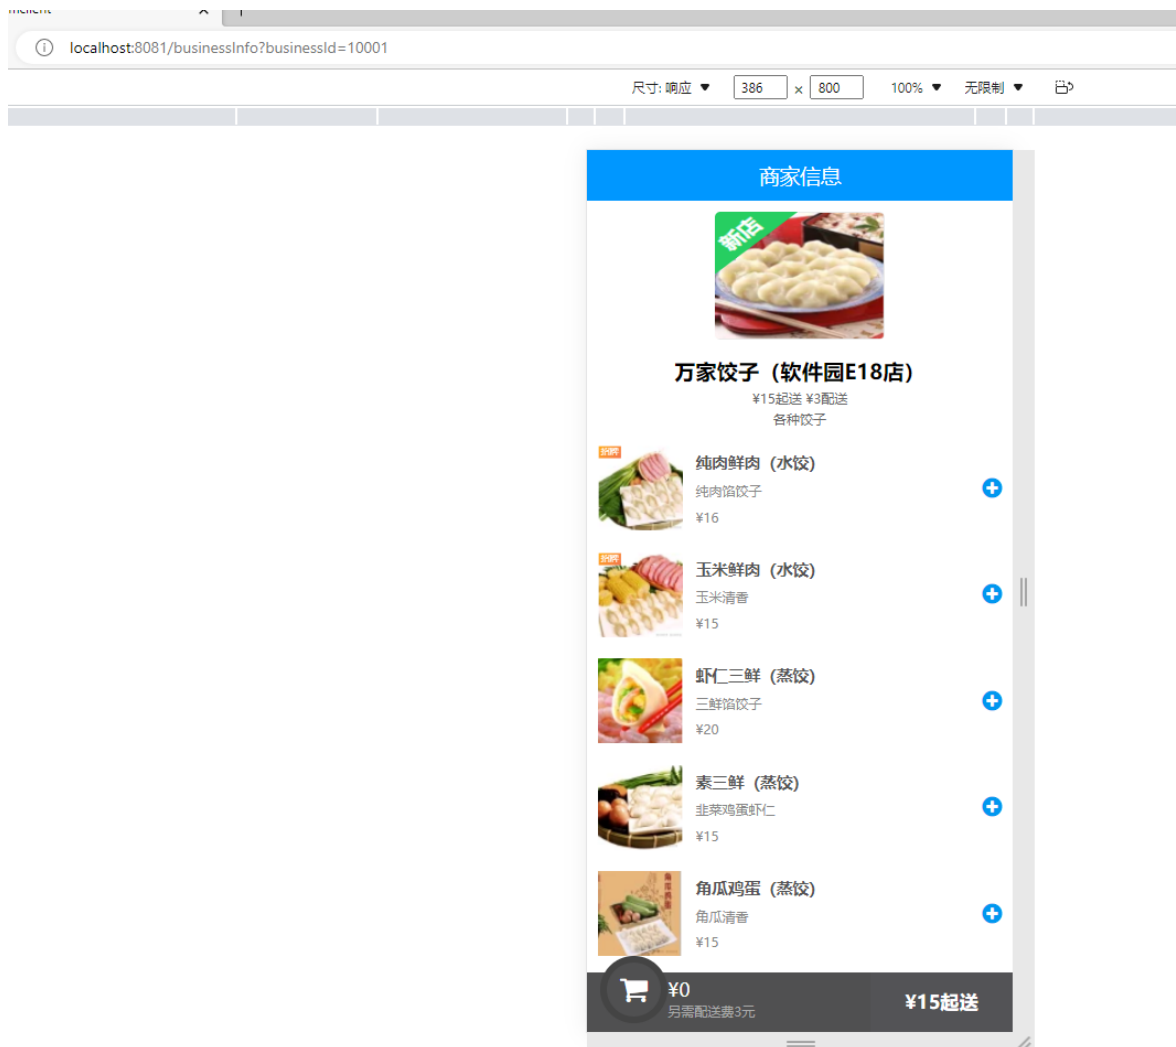 localhost:8081/businessInfo?businessId=10001
尺寸: 响应 ▼ 386 × 800 100% ▼ 无限制 ▼
商家信息
新店
万家饺子（软件园E18店）
¥15起送 ¥3配送
各种饺子
纯肉鲜肉（水饺）
纯肉馅饺子
¥16
玉米鲜肉（水饺）
玉米清香
¥15
虾仁三鲜（蒸饺）
三鲜馅饺子
¥20
素三鲜（蒸饺）
韭菜鸡蛋虾仁
¥15
角瓜鸡蛋
角瓜鸡蛋（蒸饺）
角瓜清香
¥15
¥0
另需配送费3元
¥15起送